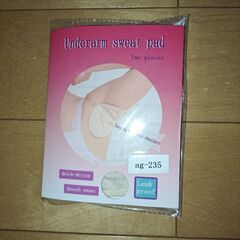 Underarm sweat pad
Two pieces
ag-235
Quick-drying
Absorb sweat
Leak
proof